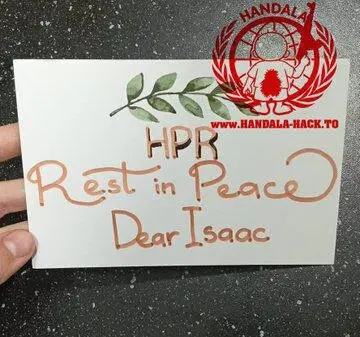 HANDALA
www.HANDALA-HACK.TO
HPR
Rest in Peace
Dear Isaac